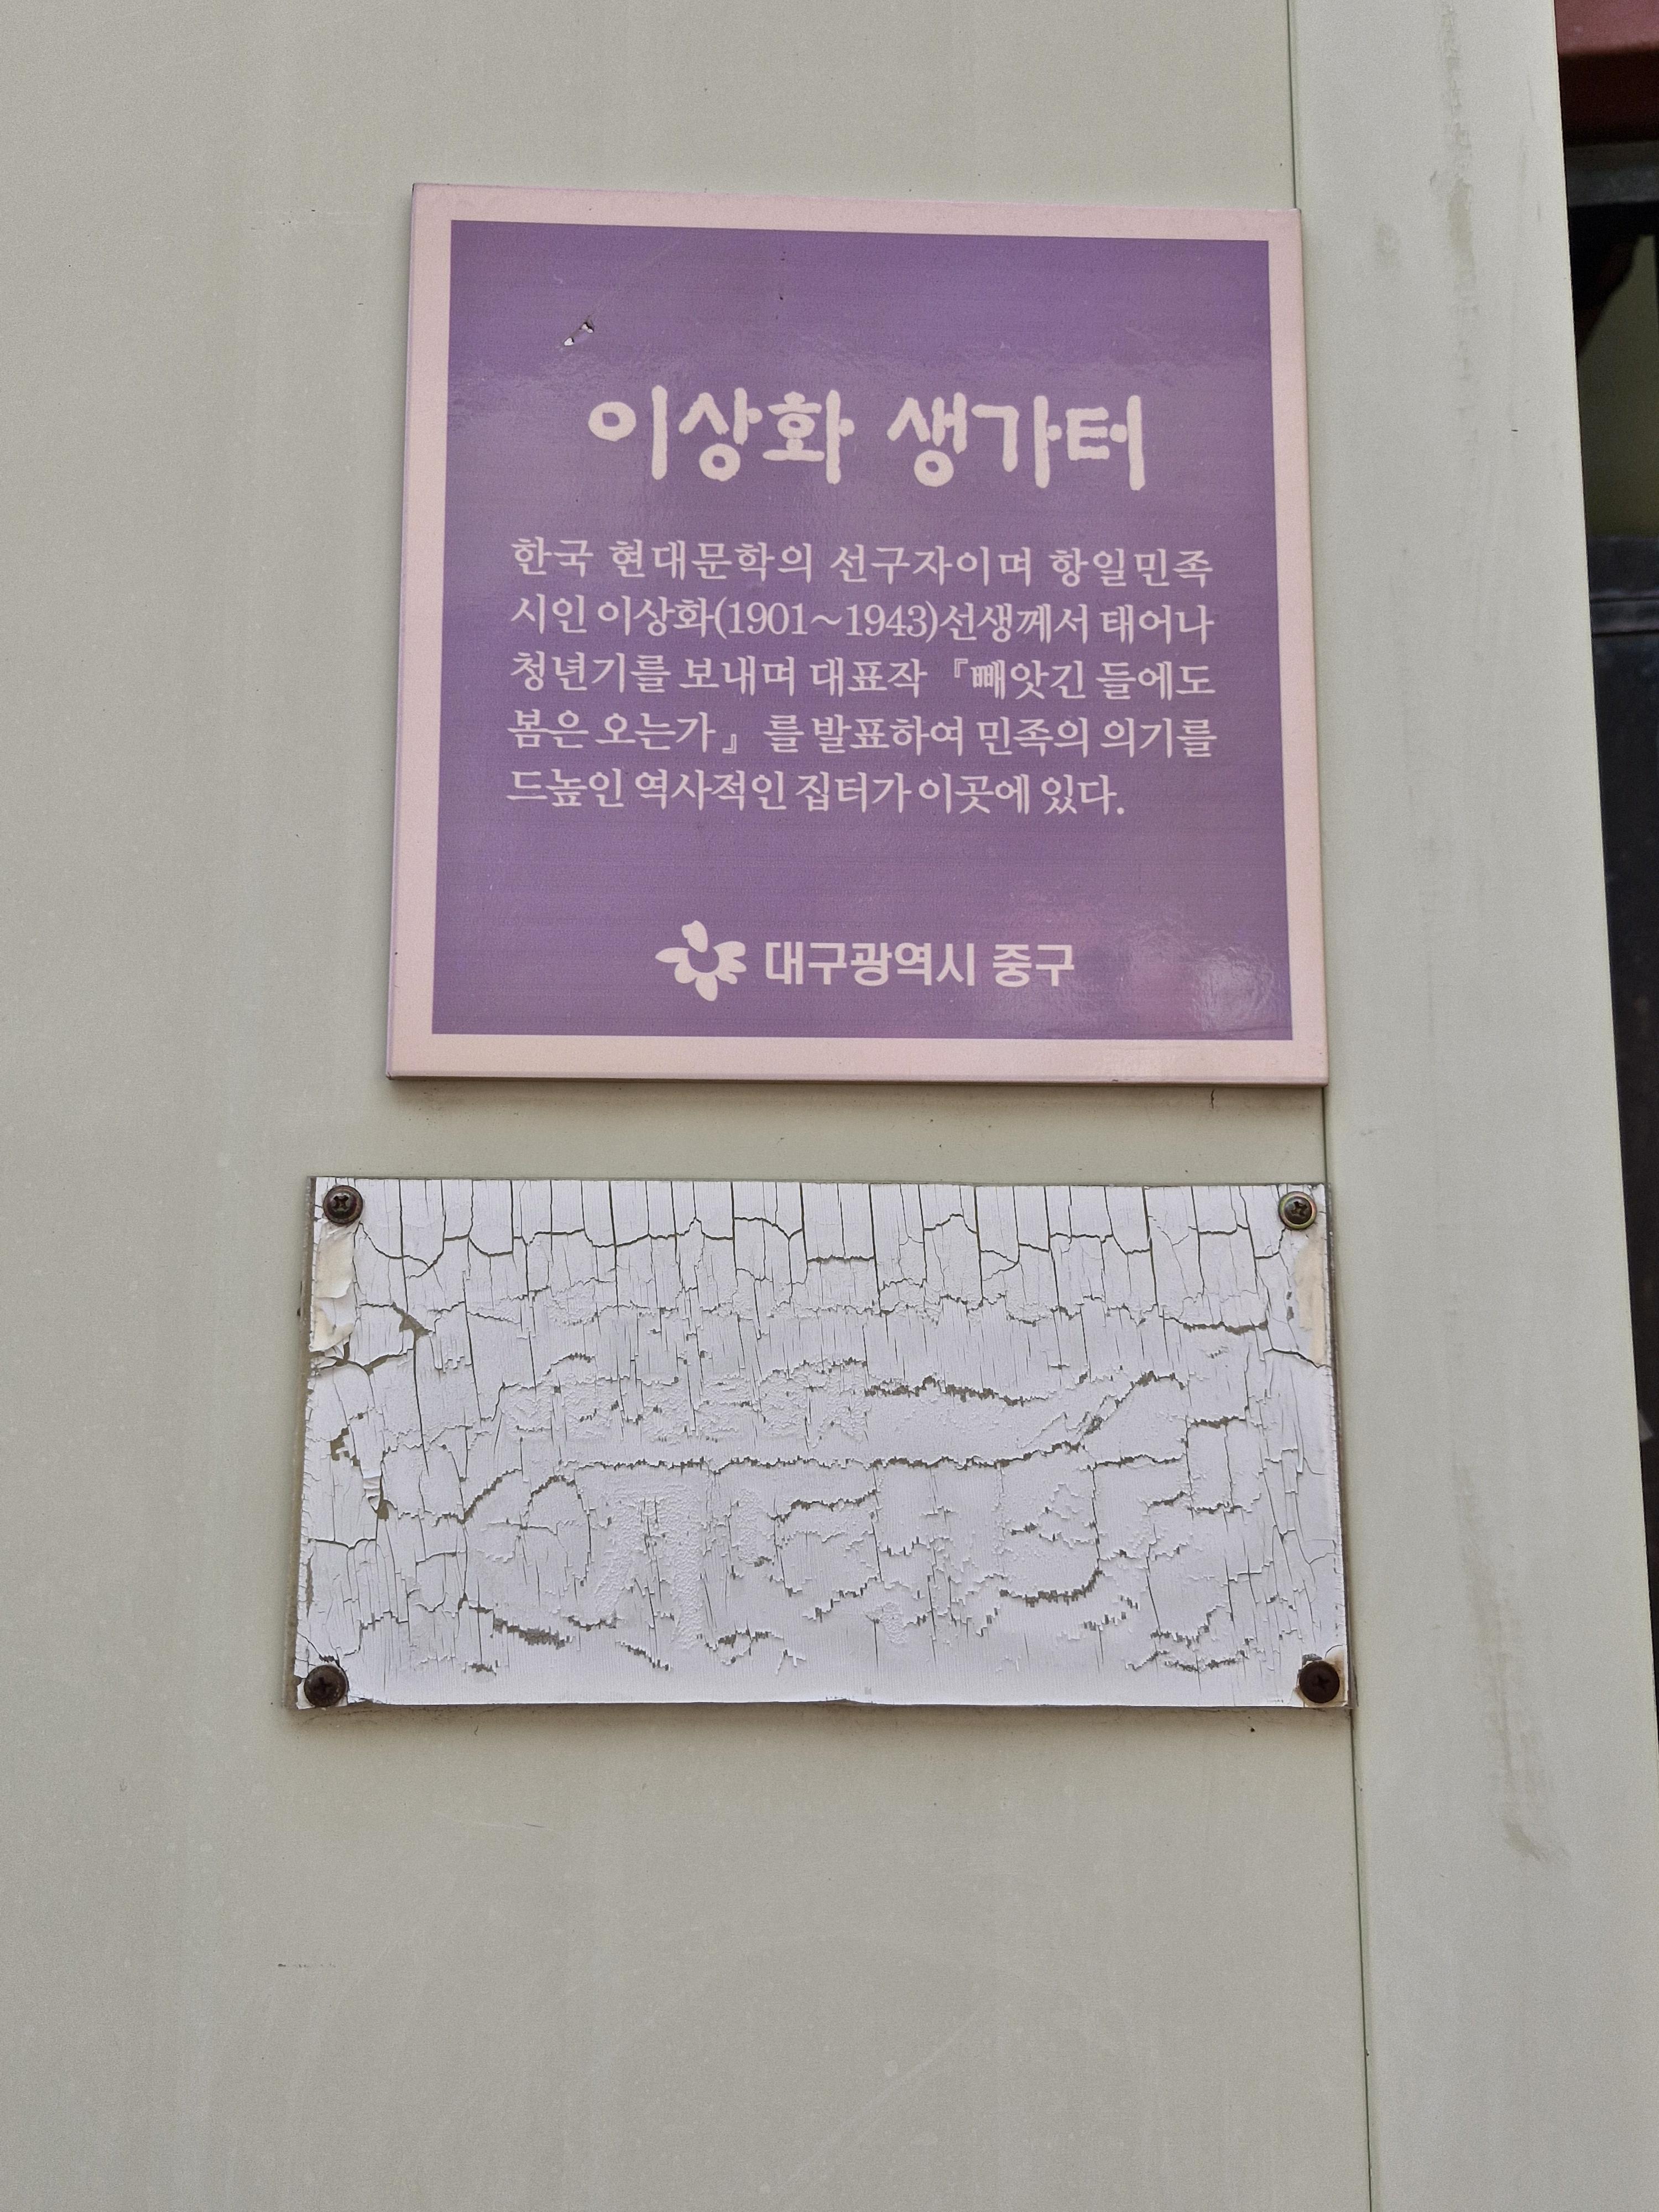 이상화 생가터
한국 현대문학의 선구자이며 항일민족
시인 이상화(1901~1943)선생께서 태어나
청년기를 보내며 대표작 『빼앗긴 들에도
봄은 오는가』 를 발표하여 민족의 의기를
드높인 역사적인 집터가 이곳에 있다.
대구광역시 중구